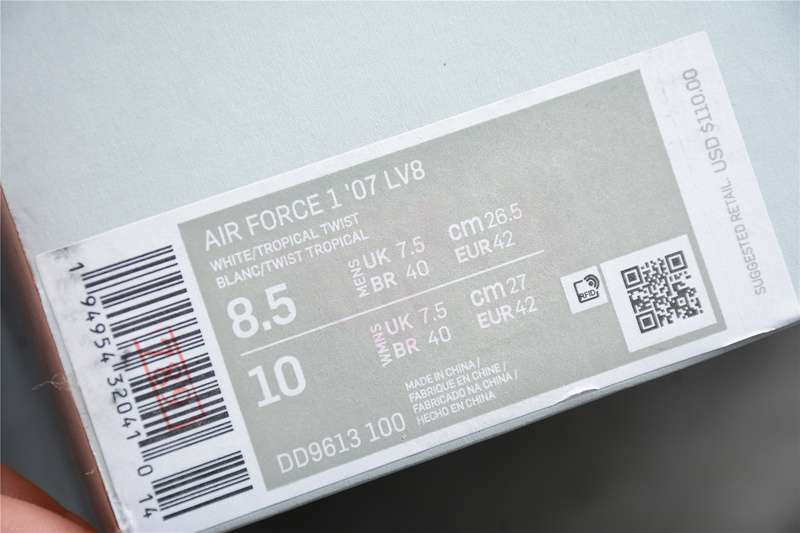 AIR FORCE 1 '07 LV8
WHITE/TROPICAL TWIST
BLANC/TWIST TROPICAL
8.5
MENS
UK 7.5
BR 40
cm 26.5
EUR 42
10
WMNS
UK 7.5
BR 40
cm 27
EUR 42
MADE IN CHINA /
FABRIQUE EN CHINE /
FABRICADO NA CHINA /
HECHO EN CHINA
DD9613 100
RFID
SUGGESTED RETAIL USD $110.00
1 94954 32041 0 14